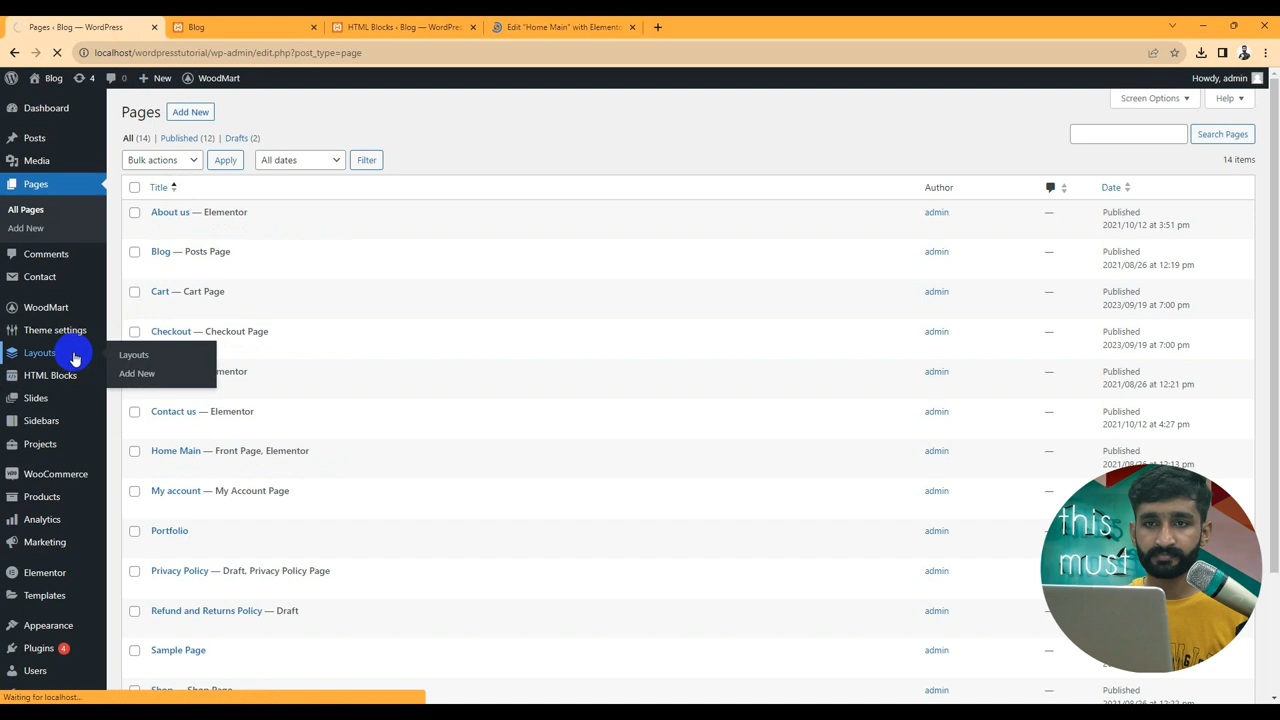 Pages ‹ Blog — WordPress
Blog
HTML Blocks ‹ Blog — WordPres
Edit "Home Main" with Elemento
localhost/wordpresstutorial/wp-admin/edit.php?post_type=page
Blog
4
0
New
WoodMart
Howdy, admin
Dashboard
Posts
Media
Pages
All Pages
Add New
Comments
Contact
WoodMart
Theme settings
Layouts
HTML Blocks
Slides
Sidebars
Projects
WooCommerce
Products
Analytics
Marketing
Elementor
Templates
Appearance
Plugins 4
Users
Layouts
Add New
Pages
Add New
Screen Options
Help
All (14) | Published (12) | Drafts (2)
Search Pages
Bulk actions
Apply
All dates
Filter
14 items
Title
Author
Date
About us — Elementor
admin
—
Published
2021/10/12 at 3:51 pm
Blog — Posts Page
admin
—
Published
2021/08/26 at 12:19 pm
Cart — Cart Page
admin
—
Published
2023/09/19 at 7:00 pm
Checkout — Checkout Page
admin
—
Published
2023/09/19 at 7:00 pm
admin
—
Published
2021/08/26 at 12:21 pm
Contact us — Elementor
admin
—
Published
2021/10/12 at 4:27 pm
Home Main — Front Page, Elementor
admin
—
Published
2021/08/26 at 12:13 pm
My account — My Account Page
admin
—
Portfolio
admin
Privacy Policy — Draft, Privacy Policy Page
admin
Refund and Returns Policy — Draft
admin
Sample Page
admin
Shop — Shop Page
admin
—
Published
2021/08/26 at 12:22 pm
this
must
Waiting for localhost...